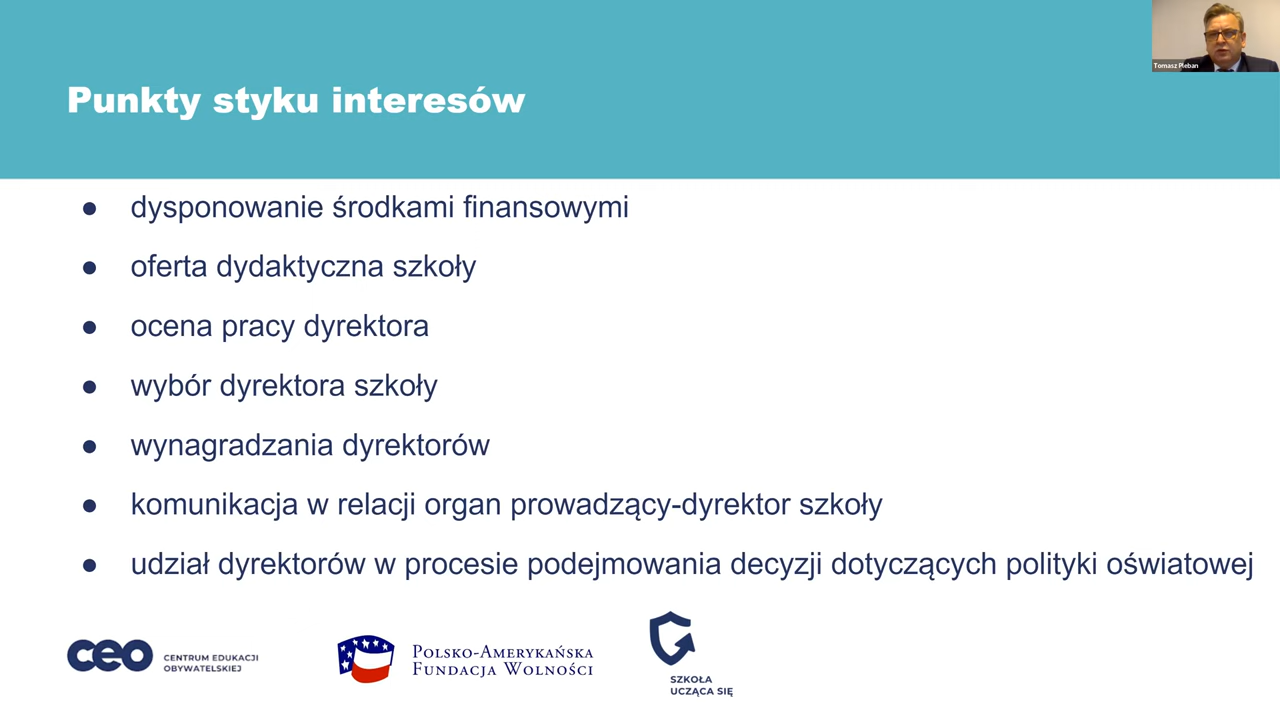 Tomasz Pleban
Punkty styku interesów
● dysponowanie środkami finansowymi
● oferta dydaktyczna szkoły
● ocena pracy dyrektora
● wybór dyrektora szkoły
● wynagradzania dyrektorów
● komunikacja w relacji organ prowadzący-dyrektor szkoły
● udział dyrektorów w procesie podejmowania decyzji dotyczących polityki oświatowej
ceo
CENTRUM EDUKACJI
OBYWATELSKIEJ
POLSKO-AMERYKAŃSKA
FUNDACJA WOLNOŚCI
SZKOŁA
UCZĄCA SIĘ